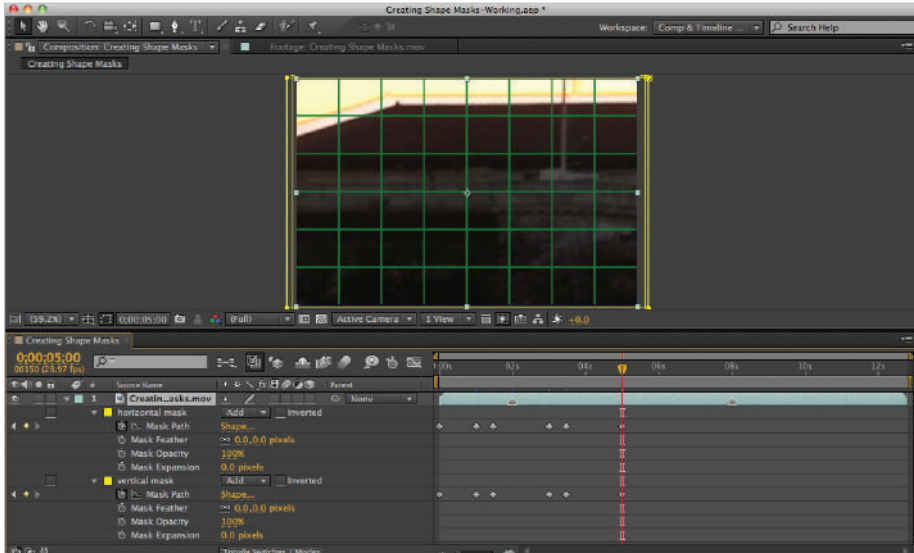 Creating Shape Masks-Working.aep *
Workspace: Comp & Timeline ... Search Help
Composition: Creating Shape Masks Footage: Creating Shape Masks.mov
Creating Shape Masks
(39.2%) 0;00;05;00 (Full) Active Camera 1 View +0.0
Creating Shape Masks
0;00;05;00
00150 (29.97 fps)
:00s 02s 04s 06s 08s 10s 12s
# Source Name Parent
1 Creatin...asks.mov None
horizontal mask Add Inverted
Mask Path Shape...
Mask Feather 0.0,0.0 pixels
Mask Opacity 100%
Mask Expansion 0.0 pixels
vertical mask Add Inverted
Mask Path Shape...
Mask Feather 0.0,0.0 pixels
Mask Opacity 100%
Mask Expansion 0.0 pixels
Toggle Switches / Modes